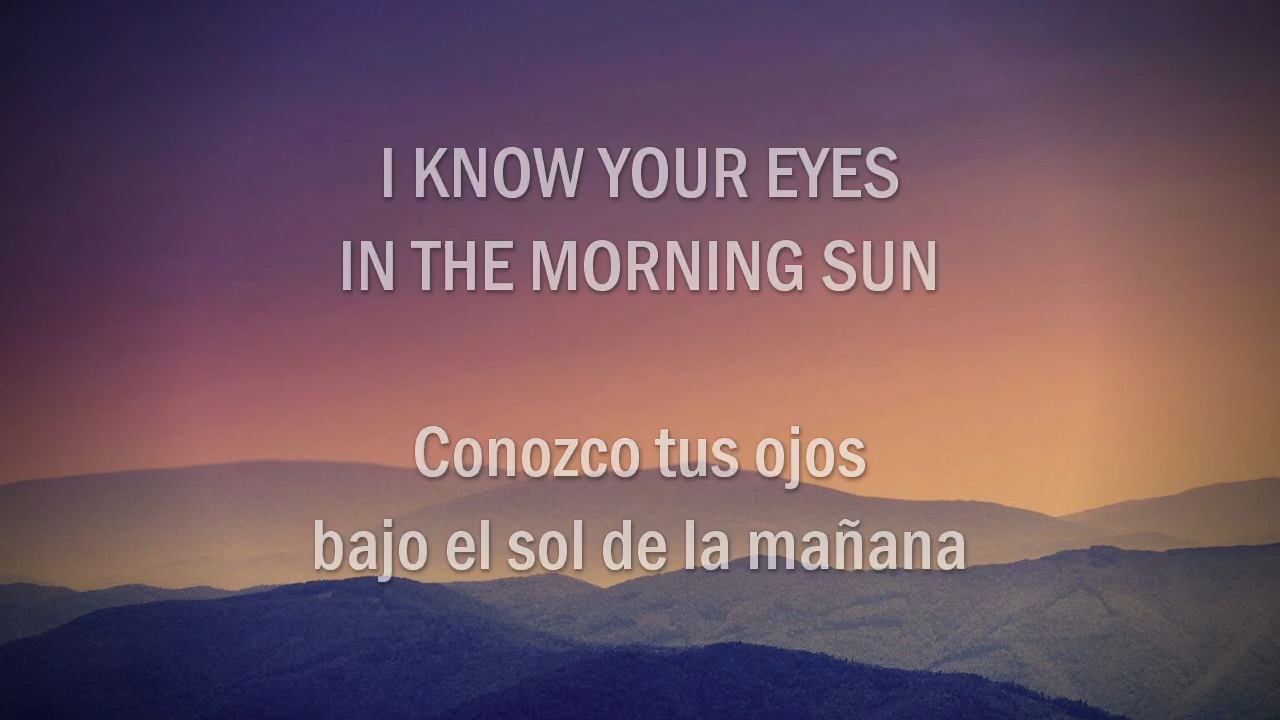 I KNOW YOUR EYES
IN THE MORNING SUN
Conozco tus ojos
bajo el sol de la mañana